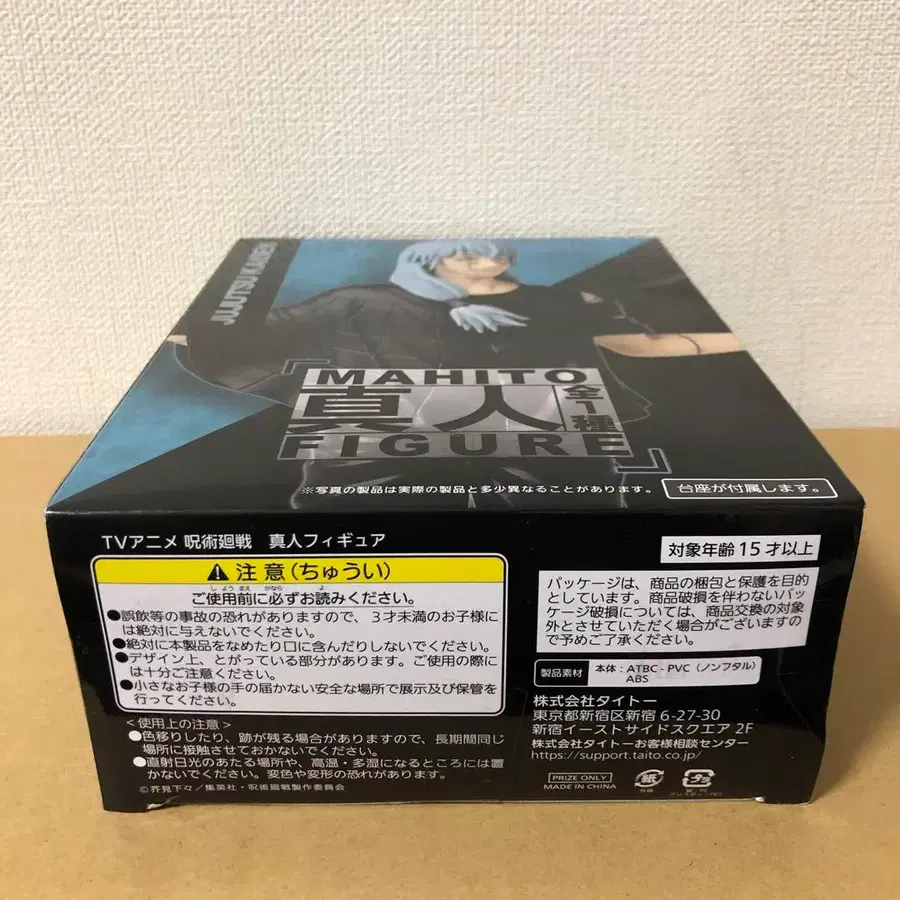 JUJUTSU KAISEN
『MAHITO
真人 全1種
FIGURE』
※写真の製品は実際の製品と多少異なることがあります。
台座が付属します。
TVアニメ 呪術廻戦　真人フィギュア
注意(ちゅうい)
ご使用前に必ずお読みください。
●誤飲等の事故の恐れがありますので、3才未満のお子様には
絶対に与えないでください。
●絶対に本製品をなめたり口に含んだりしないでください。
●デザイン上、とがっている部分があります。ご使用の際に
は十分ご注意ください。
●小さなお子様の手の届かない安全な場所で展示及び保管を
行ってください。
<使用上の注意>
●色移りしたり、跡が残る場合がありますので、長期間同じ
場所に接触させておかないでください。
●直射日光のあたる場所や、高温・多湿になるところには置
かないでください。変色や変形の恐れがあります。
©芥見下々/集英社・呪術廻戦製作委員会
対象年齢15才以上
パッケージは、商品の梱包と保護を目的
としています。商品破損を伴わないパッ
ケージ破損については、商品交換の対象
外とさせていただく場合がございますの
で予めご了承ください。
製品素材
本体:ATBC-PVC(ノンフタル)
ABS
株式会社タイトー
東京都新宿区新宿 6-27-30
新宿イーストサイドスクエア 2F
株式会社タイトーお客様相談センター
https://support.taito.co.jp/
PRIZE ONLY
MADE IN CHINA
紙
プラ